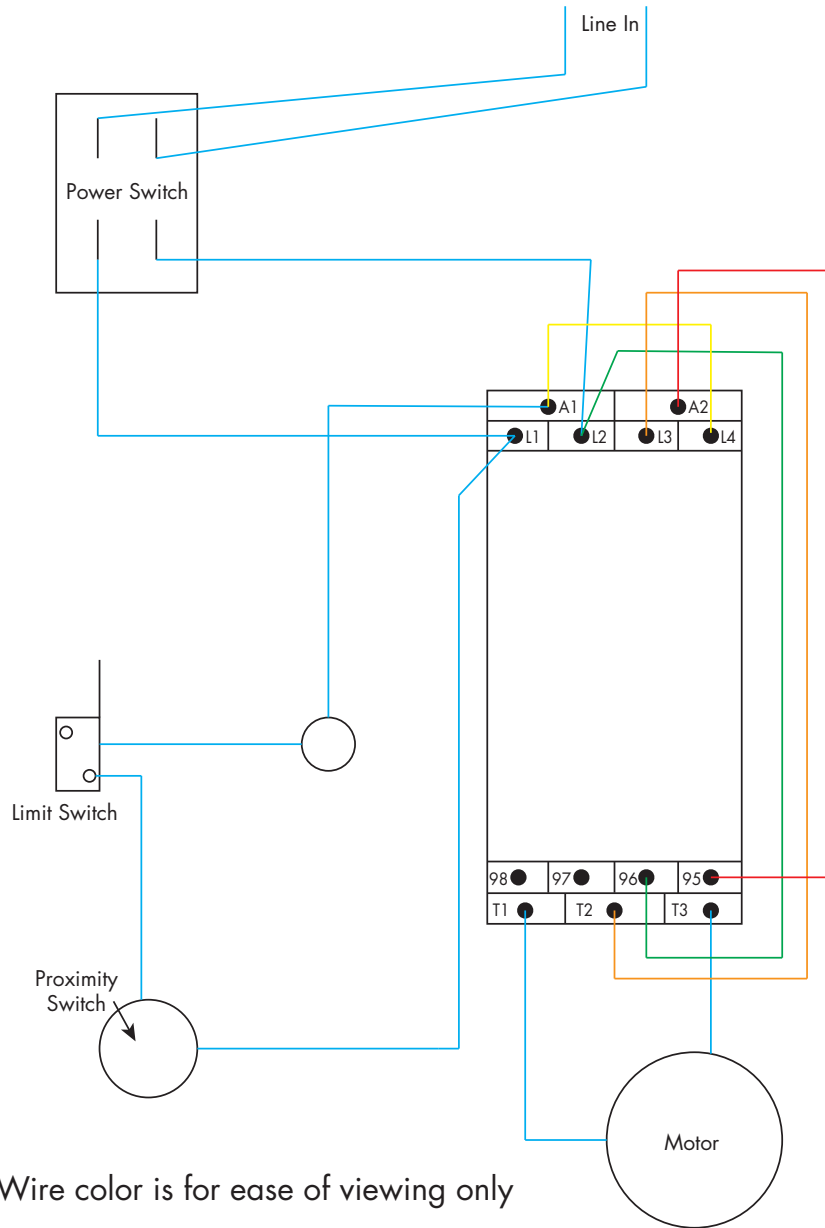 Line In
Power Switch
A1
A2
L1
L2
L3
L4
Limit Switch
98
97
96
95
T1
T2
T3
Proximity
Switch
Motor
Wire color is for ease of viewing only